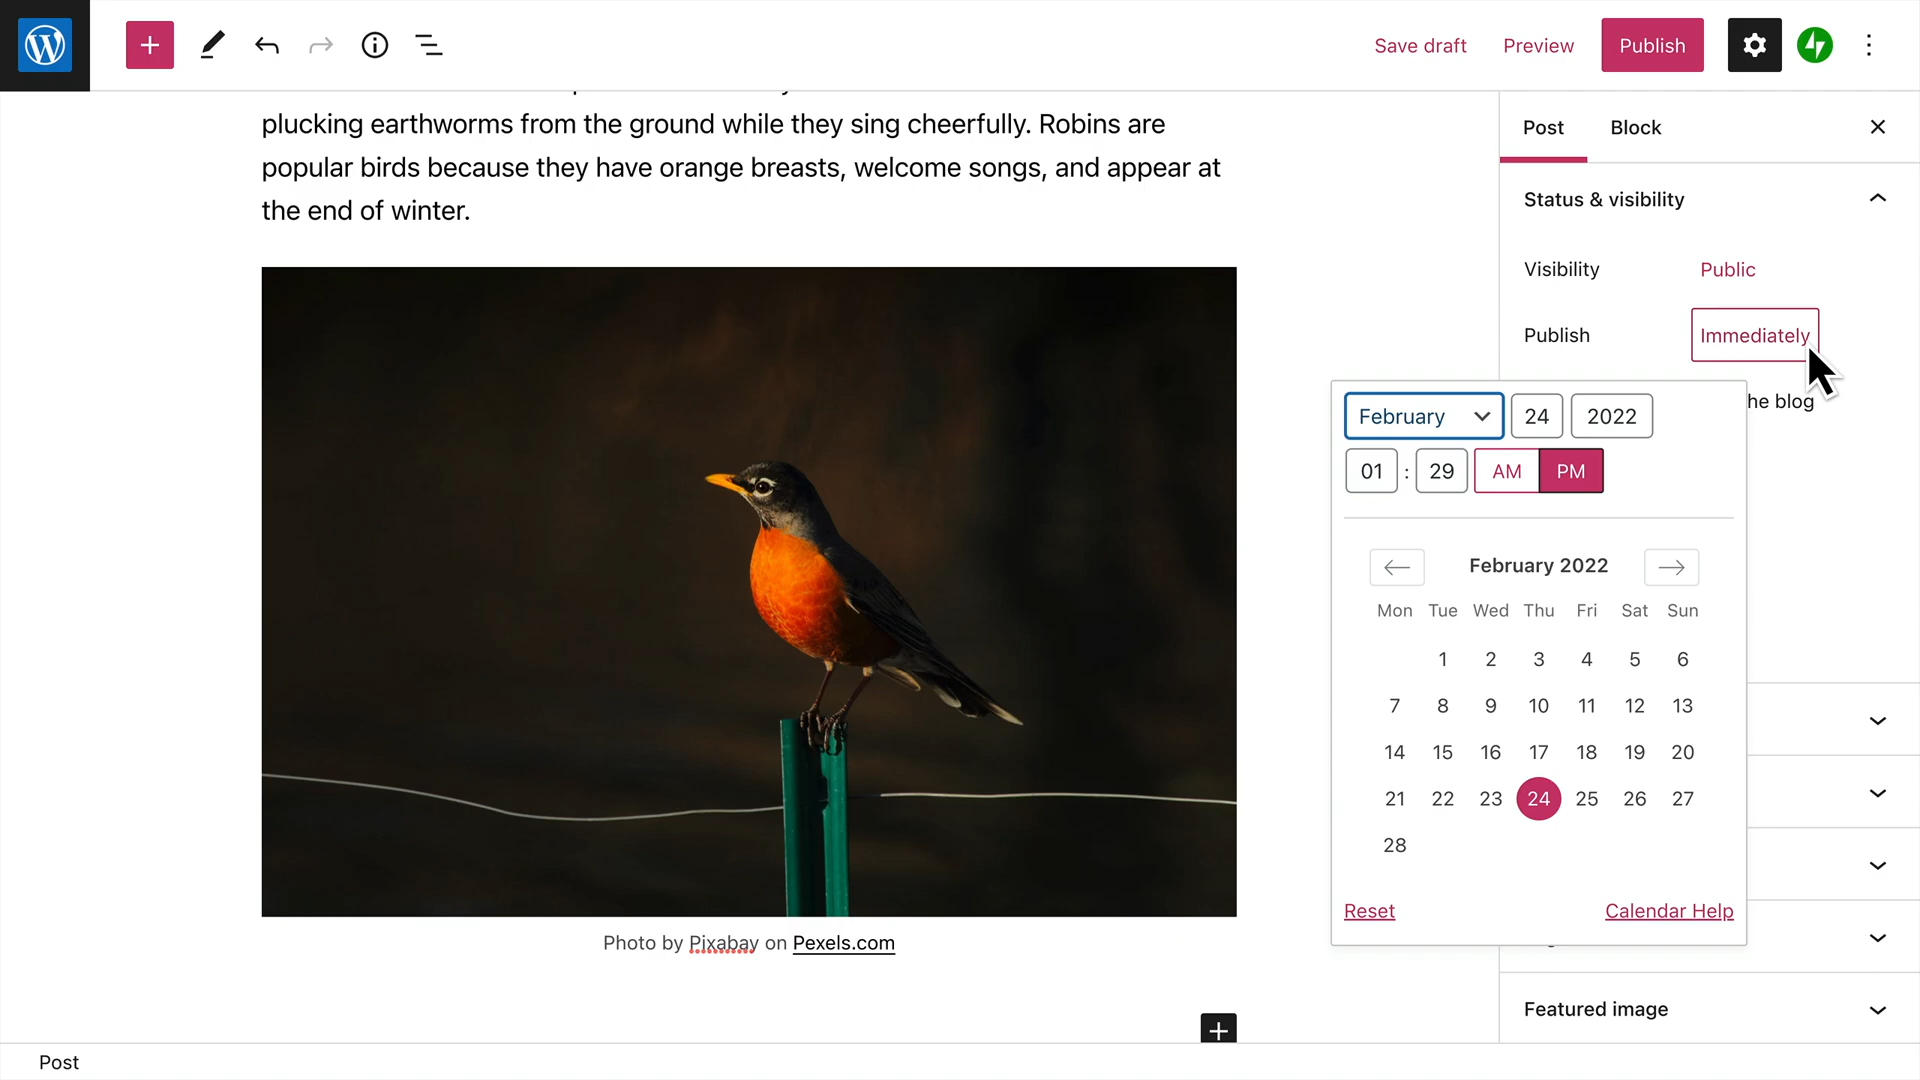 Save draft
Preview
Publish
plucking earthworms from the ground while they sing cheerfully. Robins are
popular birds because they have orange breasts, welcome songs, and appear at
the end of winter.
Photo by Pixabay on Pexels.com
Post
Block
Status & visibility
Visibility
Public
Publish
Immediately
he blog
February
24
2022
01 : 29
AM PM
February 2022
Mon Tue Wed Thu Fri Sat Sun
1 2 3 4 5 6
7 8 9 10 11 12 13
14 15 16 17 18 19 20
21 22 23 24 25 26 27
28
Reset
Calendar Help
Featured image
Post